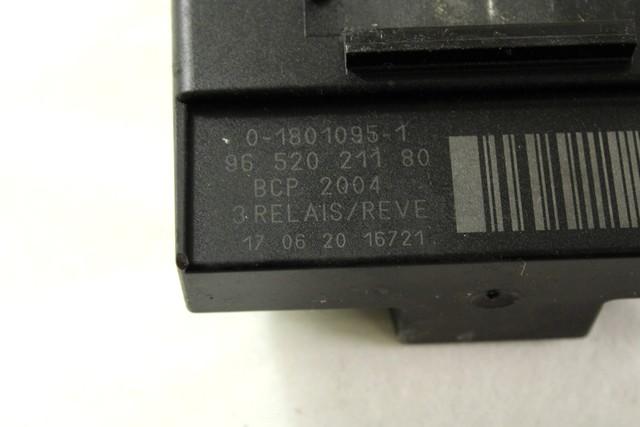 0-1801095-1
96 520 211 80
BCP 2004
3 RELAIS/REVE
17 06 20 16721